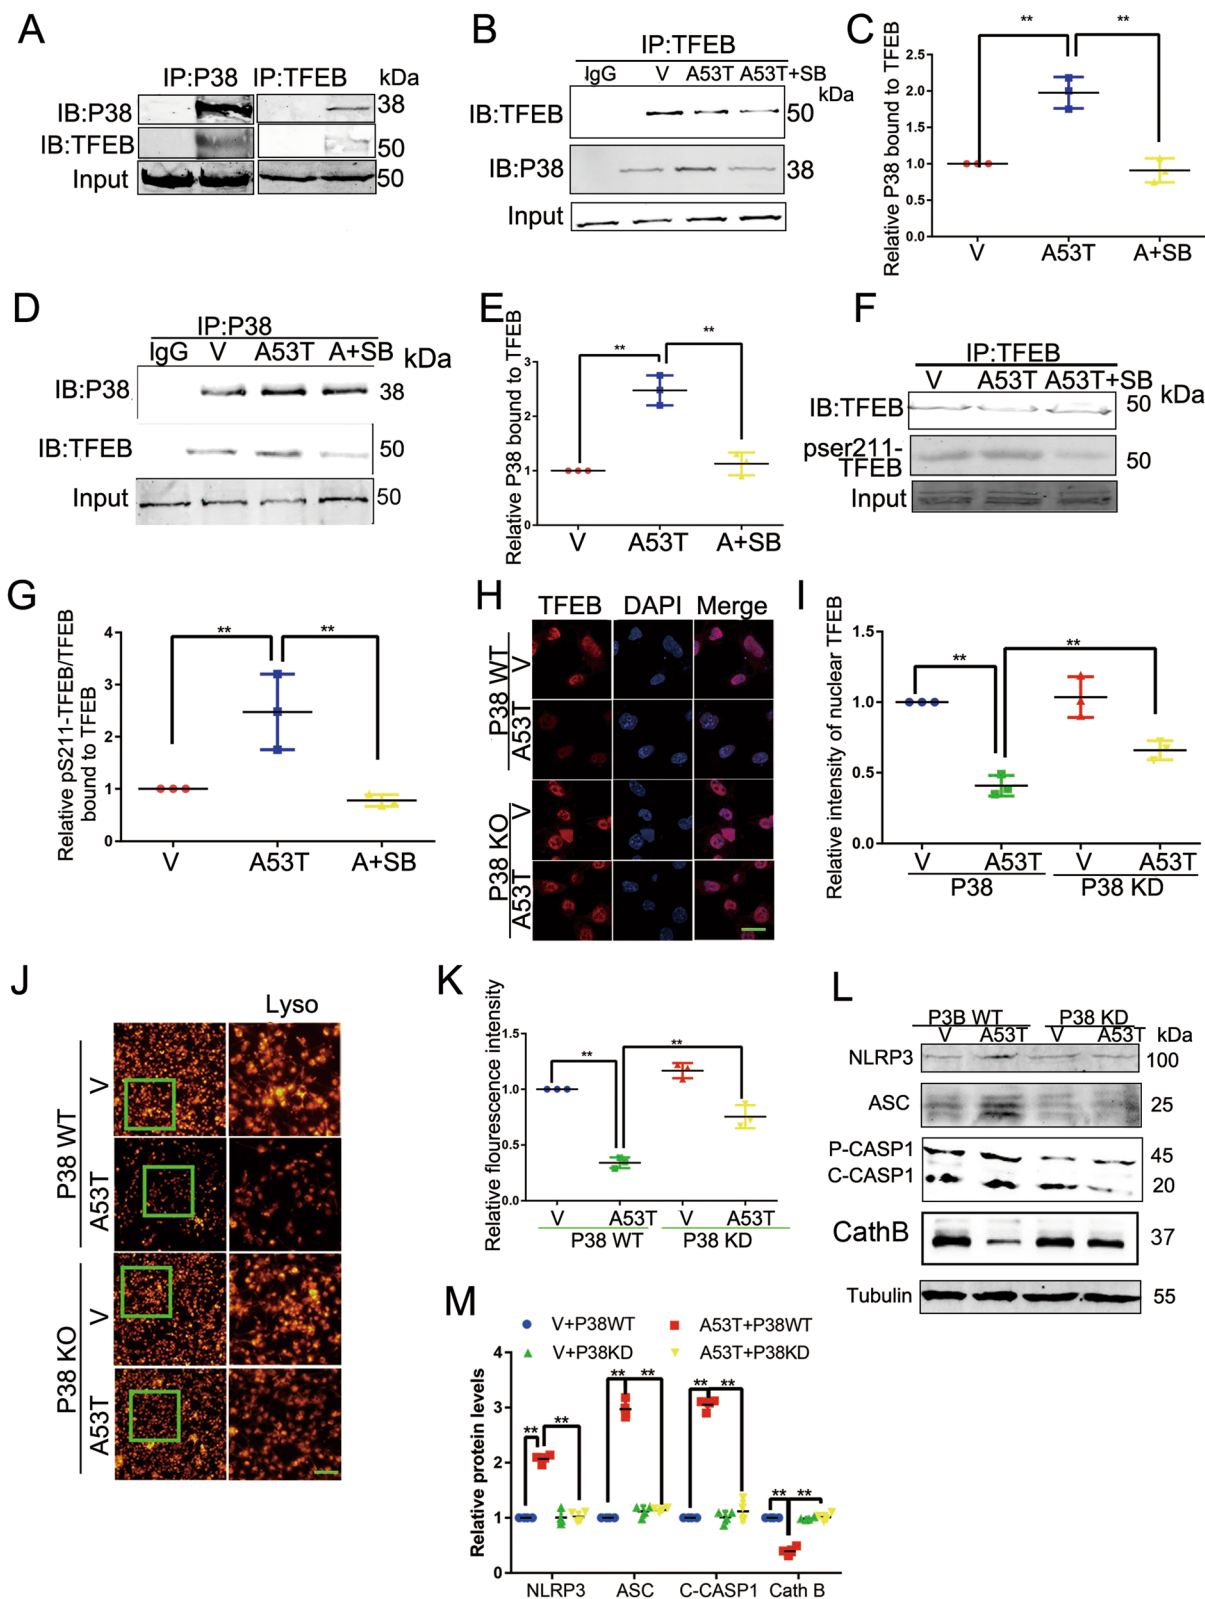 A
IP:P38 IP:TFEB kDa
IB:P38 38
IB:TFEB 50
Input 50
B
IP:TFEB
IgG V A53T A53T+SB
kDa
IB:TFEB 50
IB:P38 38
Input
C
Relative P38 bound to TFEB
** **
2.5
2.0
1.5
1.0
0.5
0.0
V A53T A+SB
D
IP:P38
IgG V A53T A+SB kDa
IB:P38 38
IB:TFEB 50
Input 50
E
Relative P38 bound to TFEB
** **
3
2
1
0
V A53T A+SB
F
IP:TFEB
V A53T A53T+SB kDa
IB:TFEB 50
pser211-
TFEB 50
Input
G
Relative pS211-TFEB/TFEB
bound to TFEB
** **
4
3
2
1
0
V A53T A+SB
H
TFEB DAPI Merge
P38 WT
V
A53T
P38 KO
V
A53T
I
Relative intensity of nuclear TFEB
** **
1.5
1.0
0.5
0.0
V A53T V A53T
P38 P38 KD
J
Lyso
P38 WT
V
A53T
P38 KO
V
A53T
K
Relative flourescence intensity
** **
1.5
1.0
0.5
0.0
V A53T V A53T
P38 WT P38 KD
L
P3B WT P38 KD
V A53T V A53T kDa
NLRP3 100
ASC 25
P-CASP1 45
C-CASP1 20
CathB 37
Tubulin 55
M
V+P38WT A53T+P38WT
V+P38KD A53T+P38KD
Relative protein levels
4
3
2
1
0
** ** ** ** ** ** ** **
NLRP3 ASC C-CASP1 Cath B